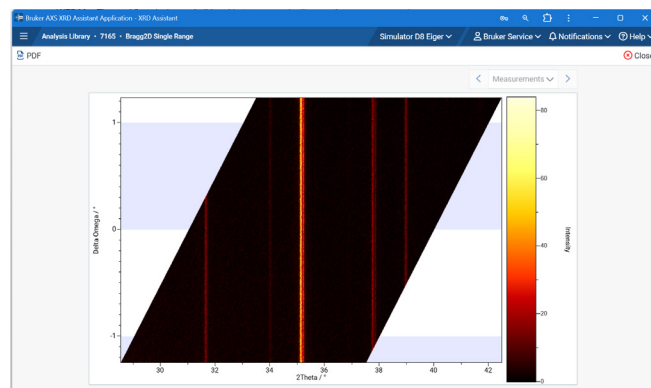 Bruker AXS XRD Assistant Application - XRD Assistant
Analysis Library • 7165 • Bragg2D Single Range
Simulator D8 Eiger
Bruker Service
Notifications
Help
PDF
Close
Measurements
1
0
-1
Delta Omega / °
30 32 34 36 38 40 42
2Theta / °
80
60
40
20
0
Intensity